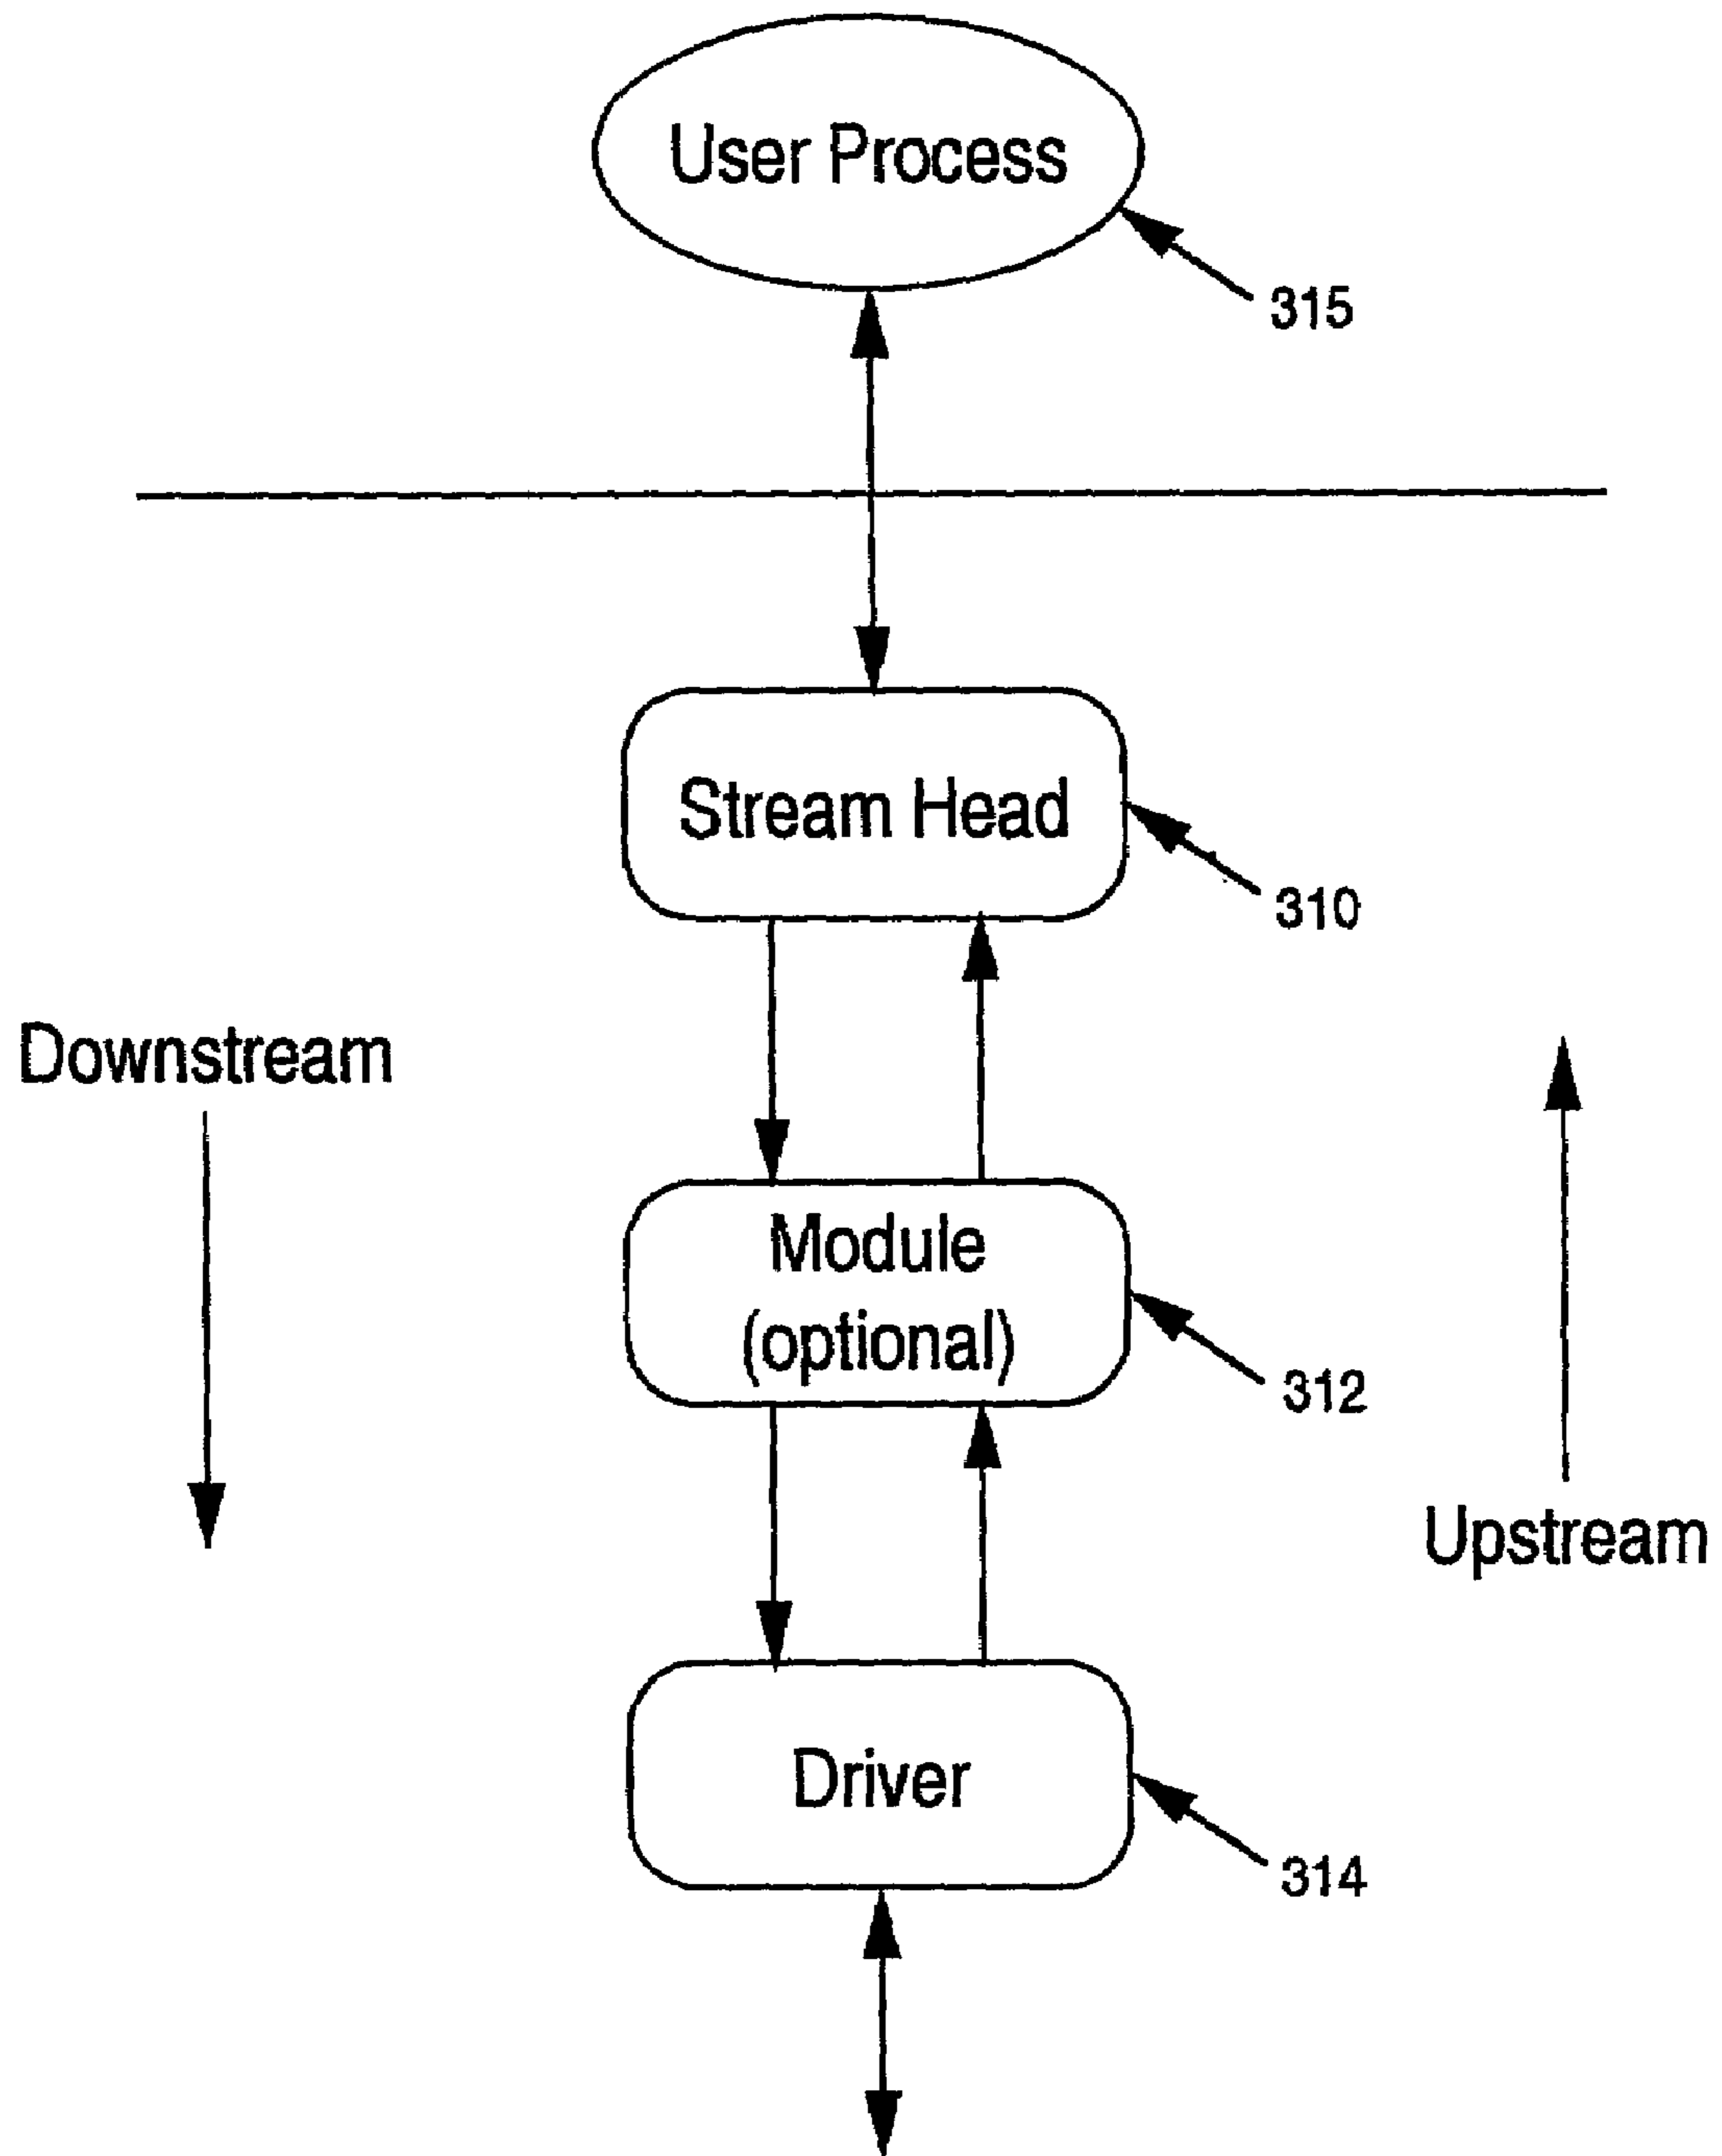 User Process
315
Stream Head
310
Downstream
Module
(optional)
312
Upstream
Driver
314